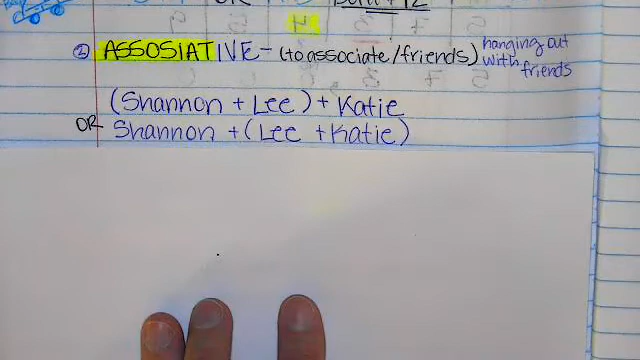 ② ASSOSIATIVE - (to associate/friends) hanging out with friends
(Shannon + Lee) + Katie
OR Shannon + (Lee + Katie)